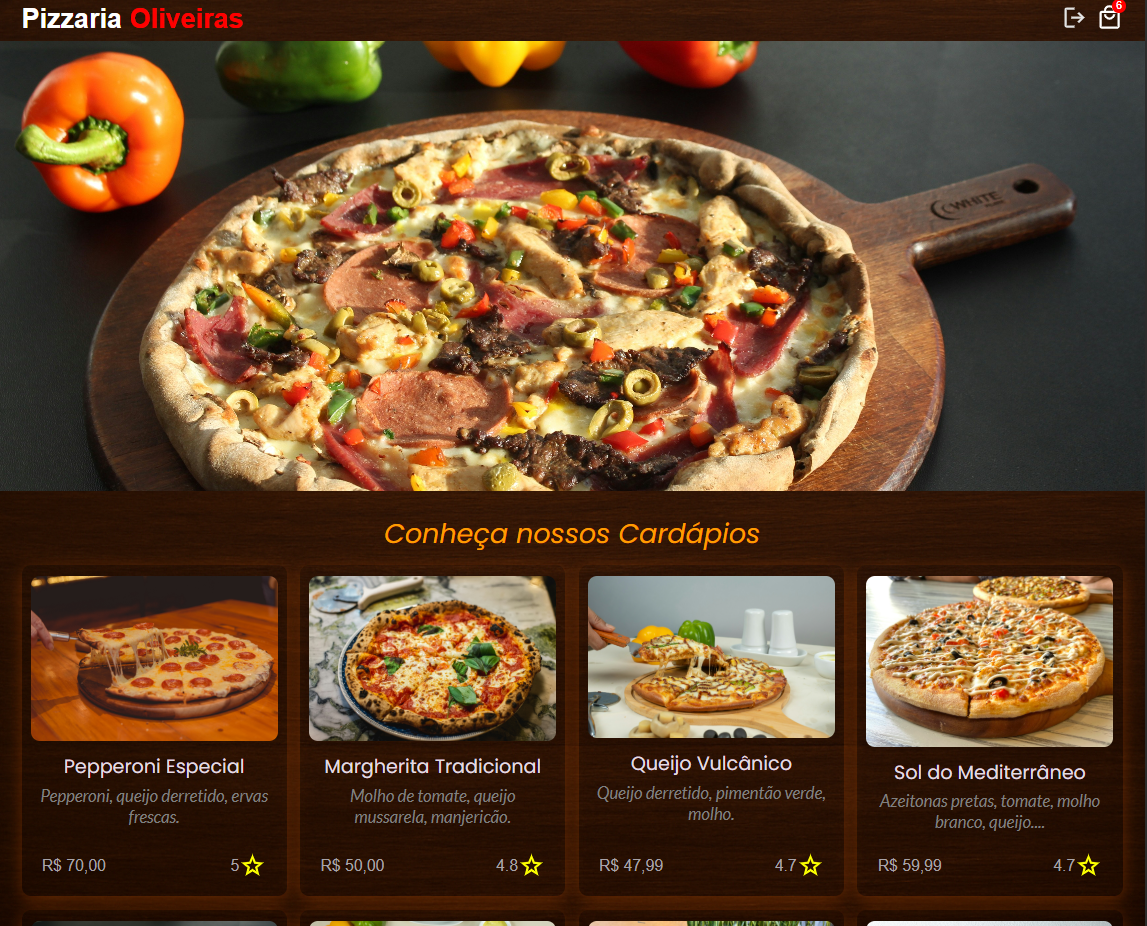 Pizzaria Oliveiras
6
WHITE
Conheça nossos Cardápios
Pepperoni Especial
Pepperoni, queijo derretido, ervas
frescas.
R$ 70,00
5
Margherita Tradicional
Molho de tomate, queijo
mussarela, manjericão.
R$ 50,00
4.8
Queijo Vulcânico
Queijo derretido, pimentão verde,
molho.
R$ 47,99
4.7
Sol do Mediterrâneo
Azeitonas pretas, tomate, molho
branco, queijo....
R$ 59,99
4.7